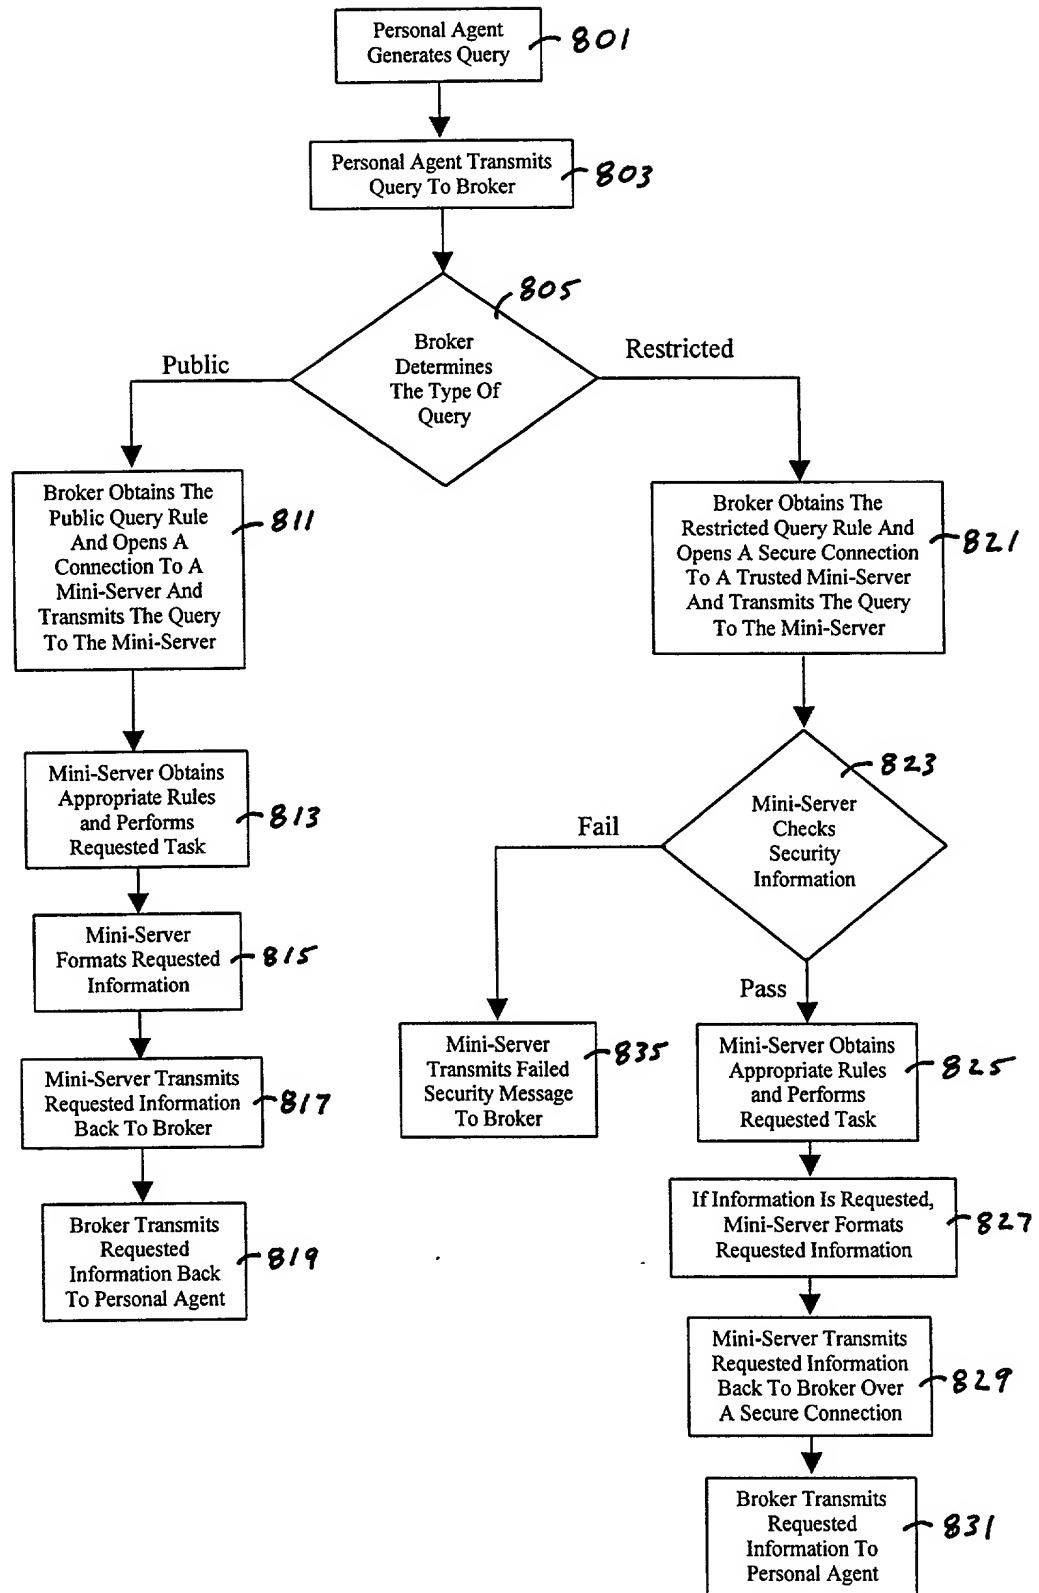 Personal Agent
Generates Query
801
Personal Agent Transmits
Query To Broker
803
805
Broker
Determines
The Type Of
Query
Public
Restricted
Broker Obtains The
Public Query Rule
And Opens A
Connection To A
Mini-Server And
Transmits The Query
To The Mini-Server
811
Broker Obtains The
Restricted Query Rule And
Opens A Secure Connection
To A Trusted Mini-Server
And Transmits The Query
To The Mini-Server
821
Mini-Server Obtains
Appropriate Rules
and Performs
Requested Task
813
823
Mini-Server
Checks
Security
Information
Fail
Pass
Mini-Server
Formats Requested
Information
815
Mini-Server
Transmits Failed
Security Message
To Broker
835
Mini-Server Obtains
Appropriate Rules
and Performs
Requested Task
825
Mini-Server Transmits
Requested Information
Back To Broker
817
If Information Is Requested,
Mini-Server Formats
Requested Information
827
Broker Transmits
Requested
Information Back
To Personal Agent
819
Mini-Server Transmits
Requested Information
Back To Broker Over
A Secure Connection
829
Broker Transmits
Requested
Information To
Personal Agent
831